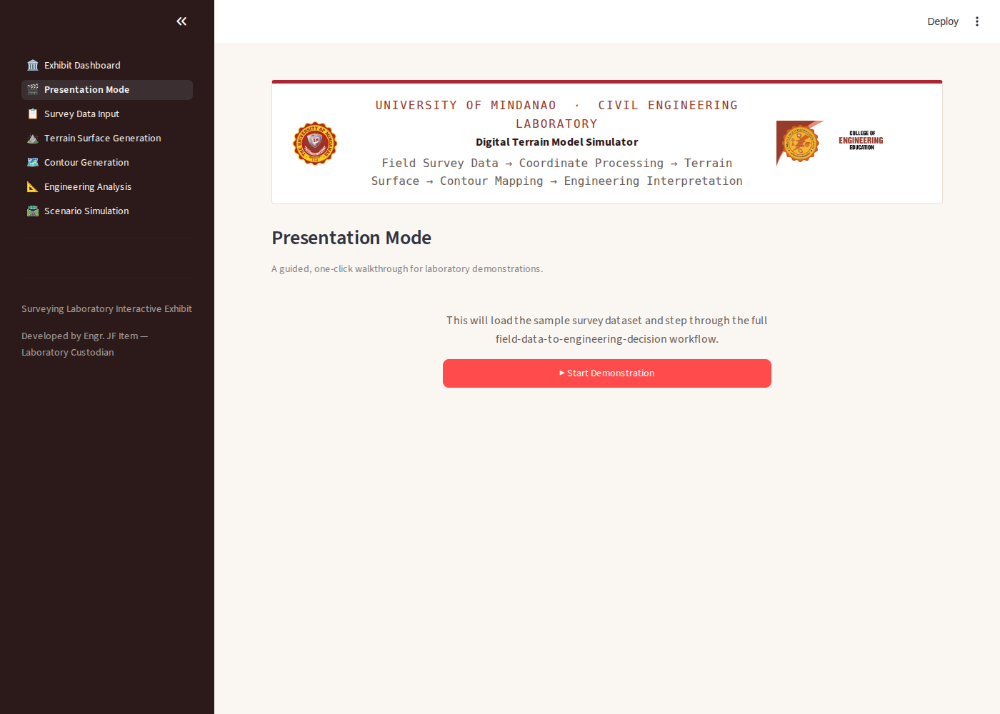 Deploy
Exhibit Dashboard
Presentation Mode
Survey Data Input
Terrain Surface Generation
Contour Generation
Engineering Analysis
Scenario Simulation
Surveying Laboratory Interactive Exhibit
Developed by Engr. JF Item —
Laboratory Custodian
UNIVERSITY OF MINDANAO · CIVIL ENGINEERING
LABORATORY
Digital Terrain Model Simulator
Field Survey Data → Coordinate Processing → Terrain
Surface → Contour Mapping → Engineering Interpretation
UNIVERSITY OF MINDANAO
UM
COLLEGE OF
ENGINEERING
EDUCATION
Presentation Mode
A guided, one-click walkthrough for laboratory demonstrations.
This will load the sample survey dataset and step through the full
field-data-to-engineering-decision workflow.
▶ Start Demonstration